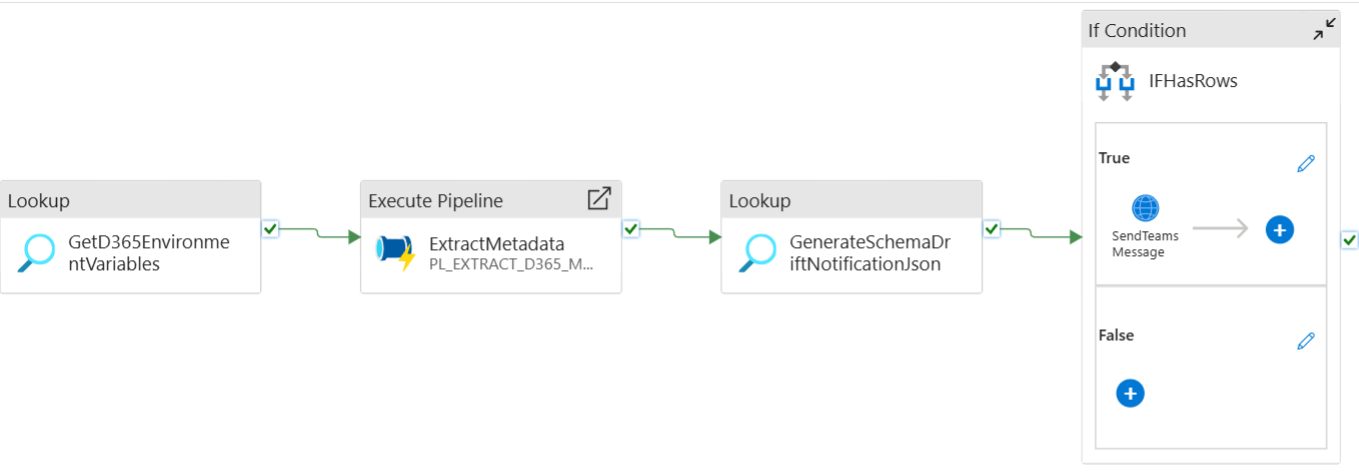 If Condition
IFHasRows
True
SendTeams
Message
False
Lookup
GetD365Environme
ntVariables
Execute Pipeline
ExtractMetadata
PL_EXTRACT_D365_M...
Lookup
GenerateSchemaDr
iftNotificationJson